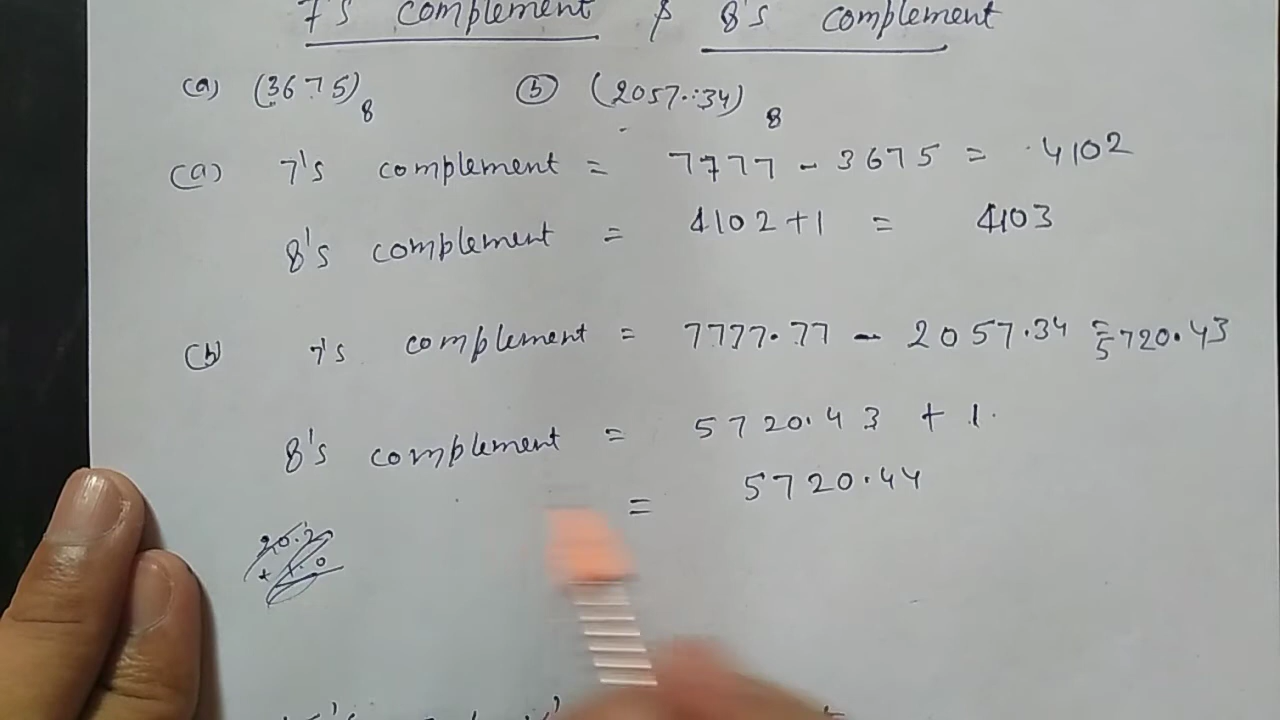 7's complement & 8's complement
(a) (3675)8 (b) (2057.34)8
(a) 7's complement = 7777 - 3675 = 4102
8's complement = 4102 + 1 = 4103
(b) 7's complement = 7777.77 - 2057.34 = 5720.43
8's complement = 5720.43 + 1
= 5720.44